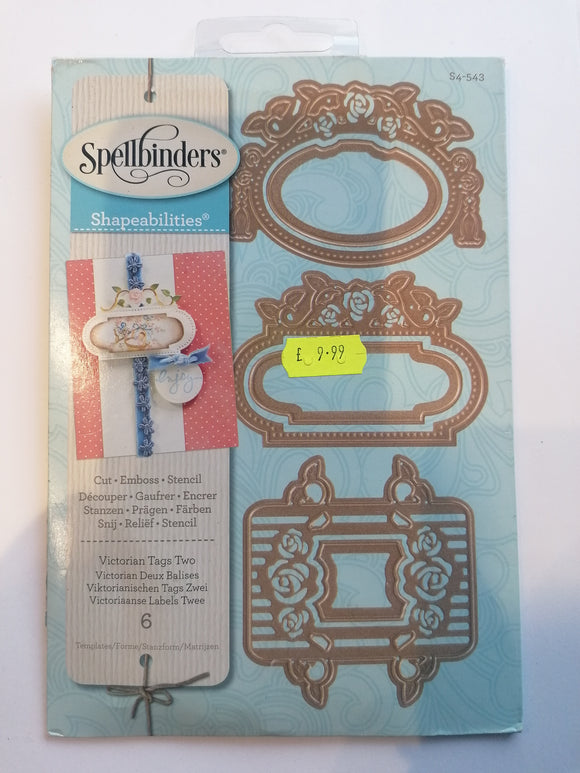 S4-543
Spellbinders®
Shapeabilities®
enjoy
£ 9.99
Cut • Emboss • Stencil
Découper • Gaufrer • Encrer
Stanzen • Prägen • Färben
Snij • Reliëf • Stencil
Victorian Tags Two
Victorian Deux Balises
Viktorianischen Tags Zwei
Victoriaanse Labels Twee
6
Templates/Forme/Stanzform/Matrijzen